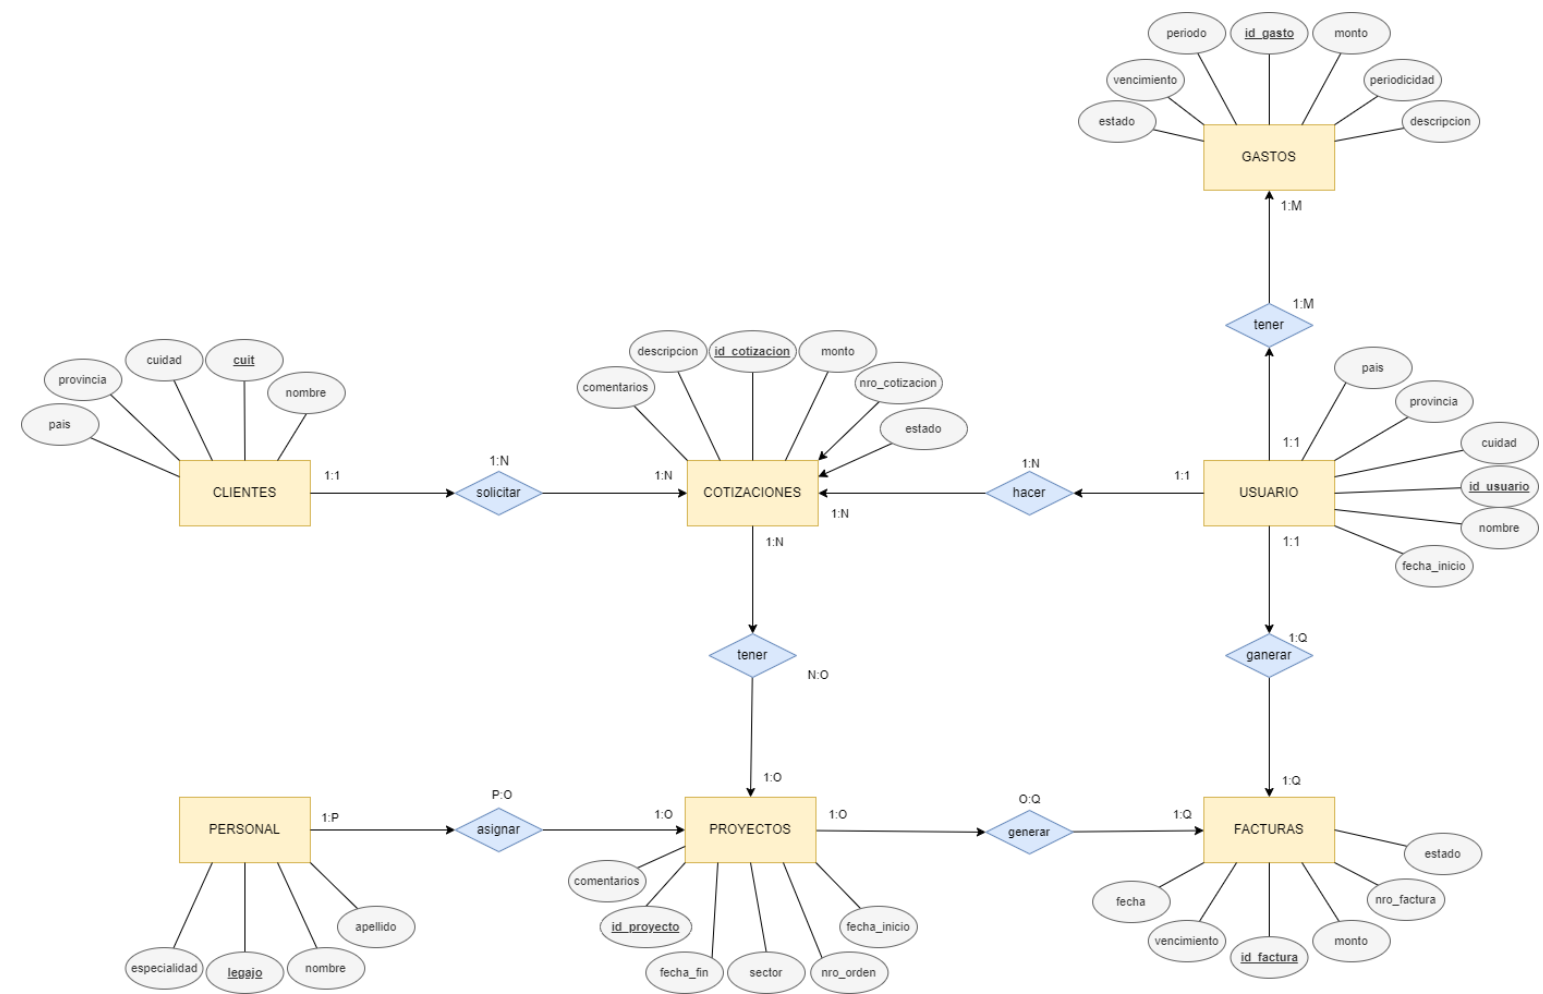 periodo
id_gasto
monto
vencimiento
periodicidad
estado
descripcion
GASTOS
1:M
1:M
tener
1:1
pais
provincia
cuidad
id_usuario
nombre
fecha_inicio
USUARIO
1:1
1:1
hacer
1:N
1:N
descripcion
id_cotizacion
monto
comentarios
nro_cotizacion
estado
COTIZACIONES
1:N
1:N
solicitar
1:N
1:1
cuidad
cuit
provincia
nombre
pais
CLIENTES
tener
N:O
1:O
ganerar
1:Q
1:Q
PERSONAL
1:P
P:O
asignar
1:O
PROYECTOS
1:O
O:Q
generar
1:Q
FACTURAS
especialidad
legajo
nombre
apellido
comentarios
id_proyecto
fecha_fin
sector
nro_orden
fecha_inicio
fecha
vencimiento
id_factura
monto
nro_factura
estado